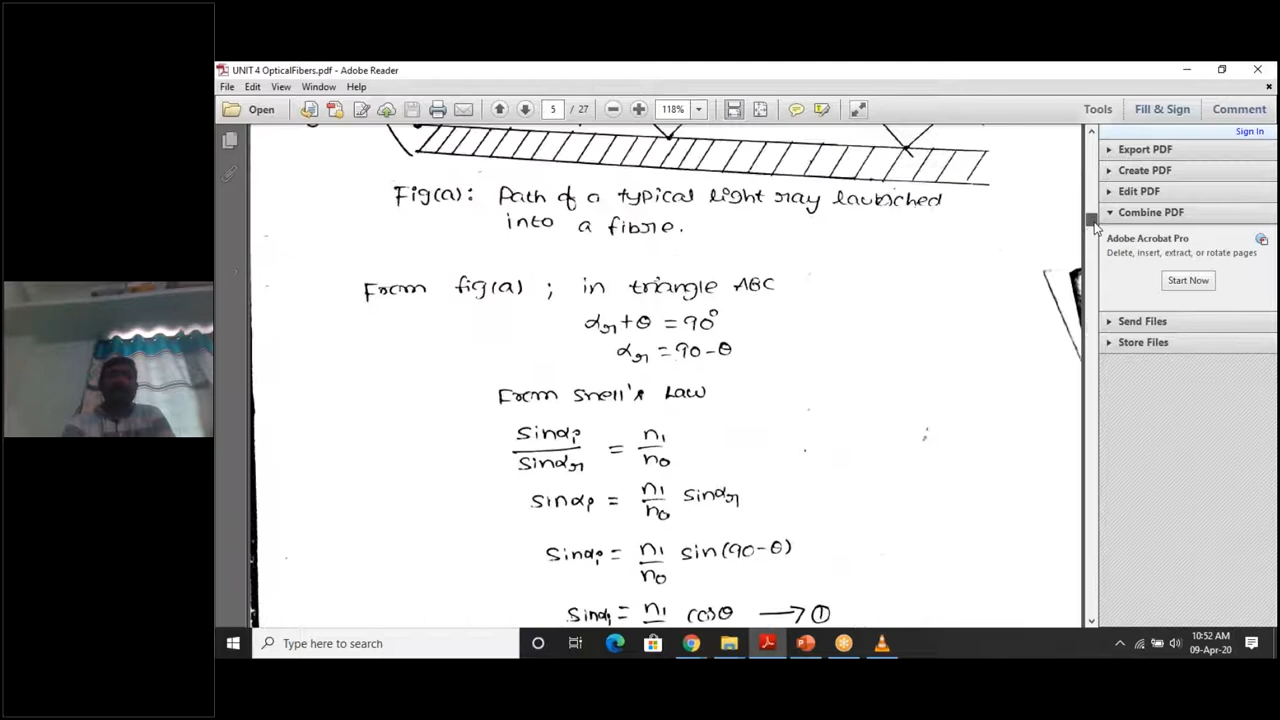 UNIT 4 OpticalFibers.pdf - Adobe Reader
File Edit View Window Help
Open 5 / 27 118% Tools Fill & Sign Comment
Sign In
Export PDF
Create PDF
Edit PDF
Combine PDF
Adobe Acrobat Pro
Delete, insert, extract, or rotate pages
Start Now
Send Files
Store Files
Fig(a): Path of a typical light ray launched
into a fibre.
From fig(a) ; in triangle ABC
αr + θ = 90°
αr = 90 - θ
From Snell's Law
sinαi / sinαr = n1 / n0
sinαi = n1 / n0 sinαr
sinαi = n1 / n0 sin(90-θ)
sinαi = n1 cosθ → ①
Type here to search
10:52 AM
09-Apr-20